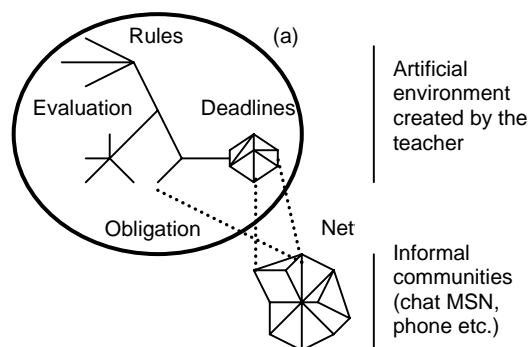 Rules
(a)
Evaluation
Deadlines
Obligation
Artificial
environment
created by the
teacher
Net
Informal
communities
(chat MSN,
phone etc.)